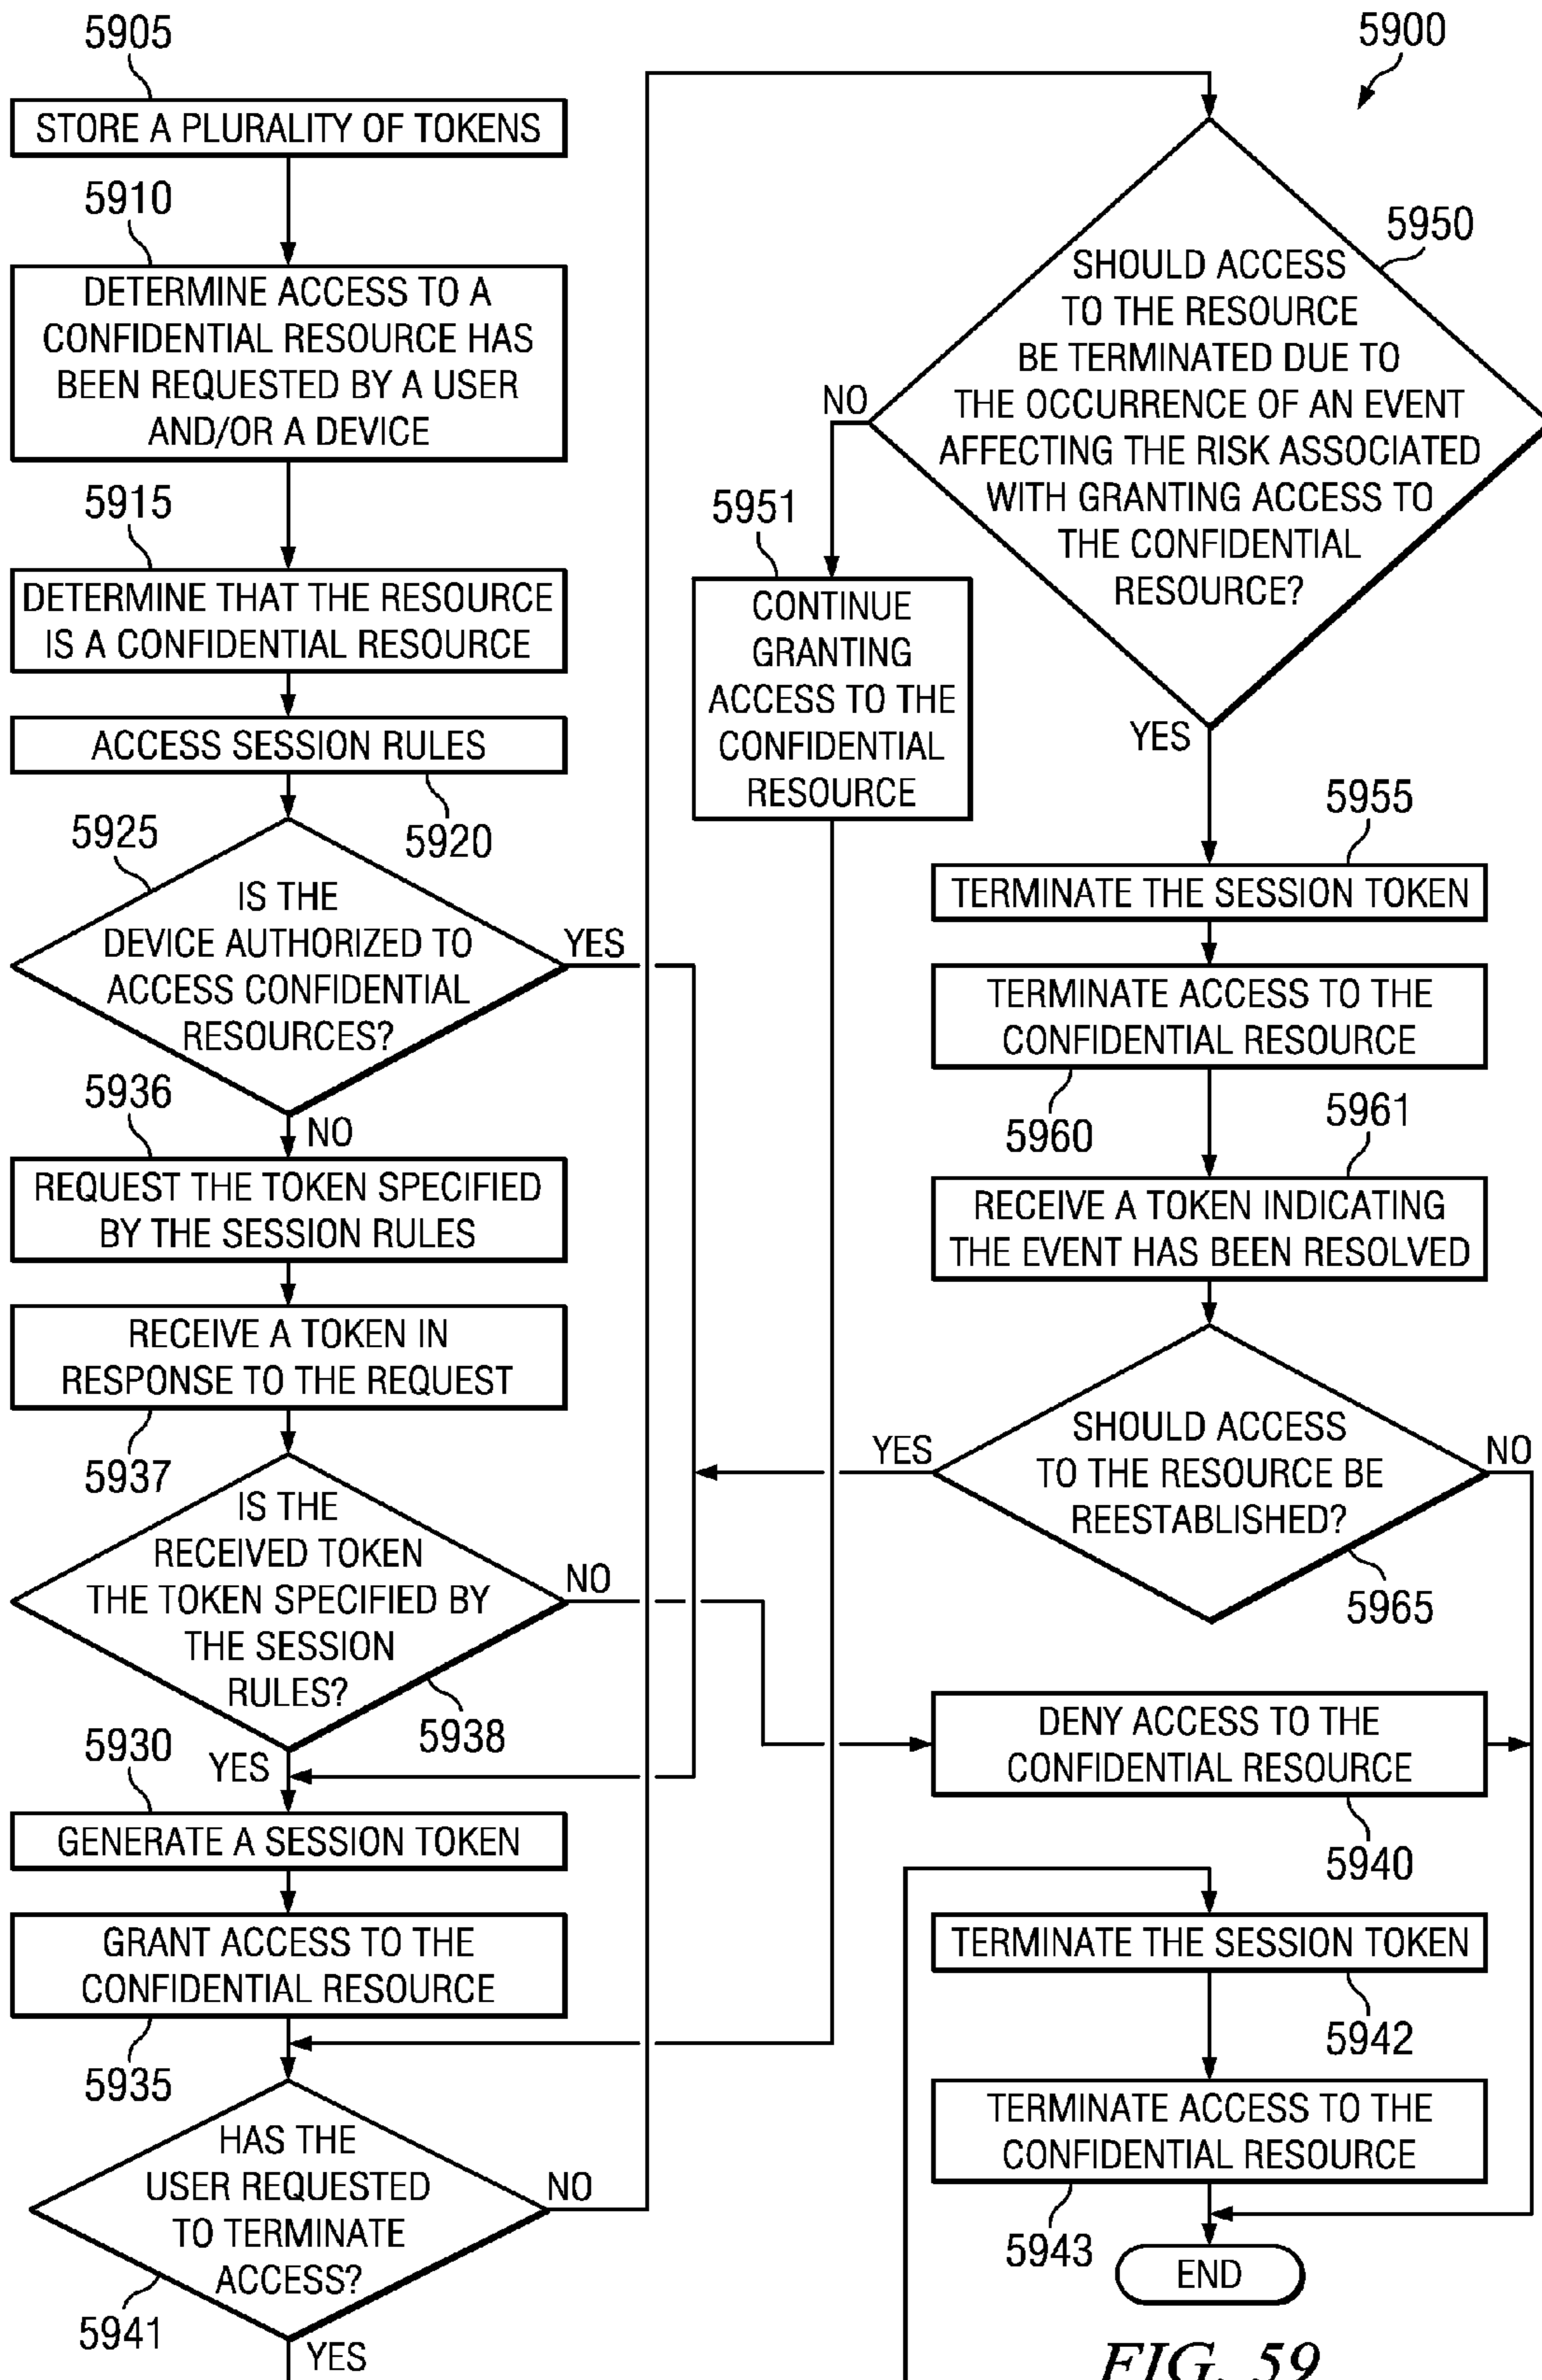 5905
STORE A PLURALITY OF TOKENS
5910
DETERMINE ACCESS TO A
CONFIDENTIAL RESOURCE HAS
BEEN REQUESTED BY A USER
AND/OR A DEVICE
5915
DETERMINE THAT THE RESOURCE
IS A CONFIDENTIAL RESOURCE
ACCESS SESSION RULES
5920
5925
IS THE
DEVICE AUTHORIZED TO
ACCESS CONFIDENTIAL
RESOURCES?
YES
NO
5936
REQUEST THE TOKEN SPECIFIED
BY THE SESSION RULES
RECEIVE A TOKEN IN
RESPONSE TO THE REQUEST
5937
IS THE
RECEIVED TOKEN
THE TOKEN SPECIFIED BY
THE SESSION
RULES?
NO
5938
YES
5930
GENERATE A SESSION TOKEN
GRANT ACCESS TO THE
CONFIDENTIAL RESOURCE
5935
HAS THE
USER REQUESTED
TO TERMINATE
ACCESS?
NO
5941
YES
5900
5950
SHOULD ACCESS
TO THE RESOURCE
BE TERMINATED DUE TO
THE OCCURRENCE OF AN EVENT
AFFECTING THE RISK ASSOCIATED
WITH GRANTING ACCESS TO
THE CONFIDENTIAL
RESOURCE?
NO
5951
CONTINUE
GRANTING
ACCESS TO THE
CONFIDENTIAL
RESOURCE
YES
5955
TERMINATE THE SESSION TOKEN
TERMINATE ACCESS TO THE
CONFIDENTIAL RESOURCE
5960
5961
RECEIVE A TOKEN INDICATING
THE EVENT HAS BEEN RESOLVED
SHOULD ACCESS
TO THE RESOURCE BE
REESTABLISHED?
YES
NO
5965
DENY ACCESS TO THE
CONFIDENTIAL RESOURCE
5940
TERMINATE THE SESSION TOKEN
5942
TERMINATE ACCESS TO THE
CONFIDENTIAL RESOURCE
5943
END
FIG. 59